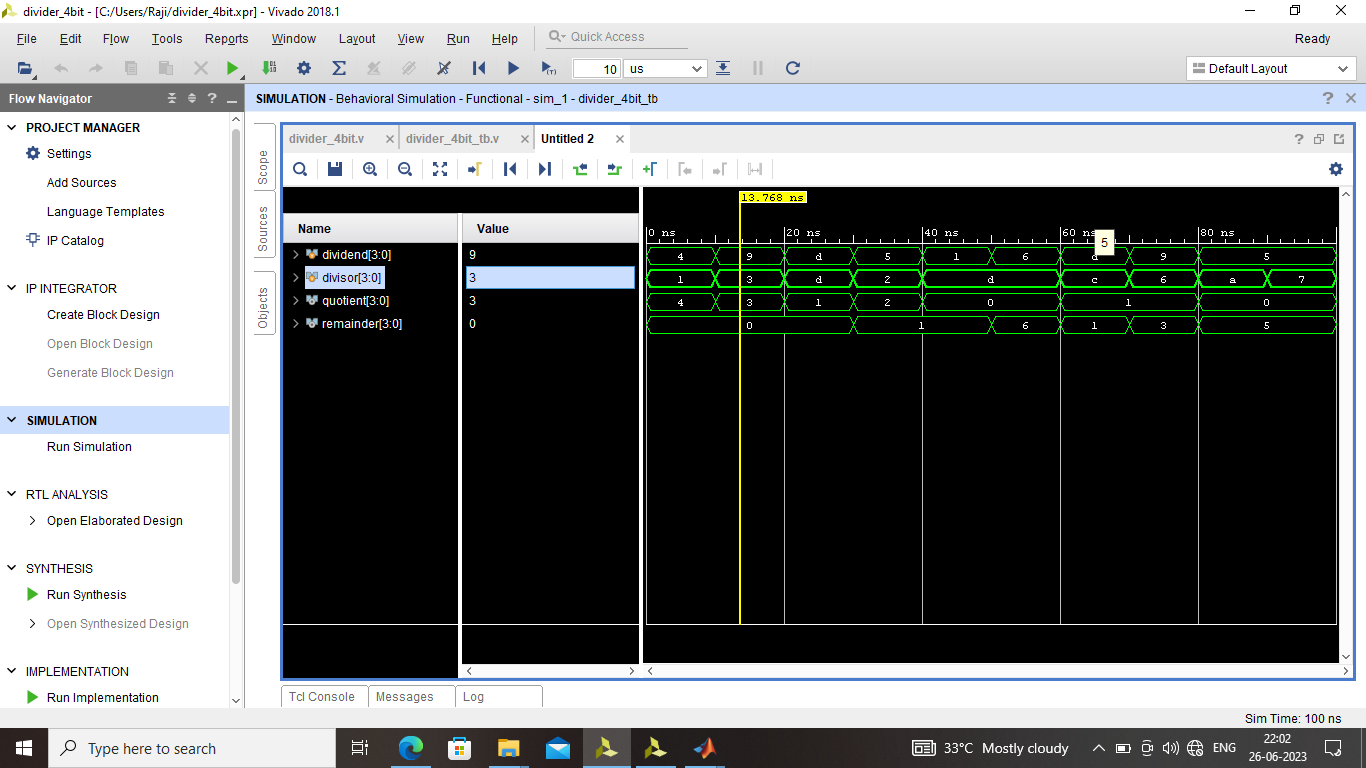 divider_4bit - [C:/Users/Raji/divider_4bit.xpr] - Vivado 2018.1
File Edit Flow Tools Reports Window Layout View Run Help Quick Access Ready
10 us Default Layout
Flow Navigator
SIMULATION - Behavioral Simulation - Functional - sim_1 - divider_4bit_tb
PROJECT MANAGER
Settings
Add Sources
Language Templates
IP Catalog
IP INTEGRATOR
Create Block Design
Open Block Design
Generate Block Design
SIMULATION
Run Simulation
RTL ANALYSIS
Open Elaborated Design
SYNTHESIS
Run Synthesis
Open Synthesized Design
IMPLEMENTATION
Run Implementation
Scope
Sources
Objects
divider_4bit.v divider_4bit_tb.v Untitled 2
13.768 ns
Name Value
0 ns 20 ns 40 ns 60 ns 80 ns
5
dividend[3:0] 9 4 9 d 5 1 6 d 9 5
divisor[3:0] 3 1 3 d 2 d c 6 a 7
quotient[3:0] 3 4 3 1 2 0 1 0
remainder[3:0] 0 0 1 6 1 3 5
Tcl Console Messages Log
Sim Time: 100 ns
Type here to search
33°C Mostly cloudy
ENG
22:02
26-06-2023